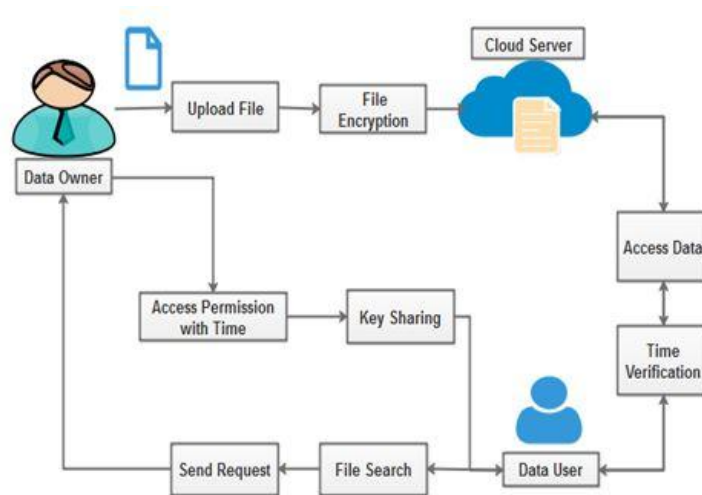 Cloud Server
Upload File
File
Encryption
Data Owner
Access Data
Access Permission
with Time
Key Sharing
Time
Verification
Send Request
File Search
Data User